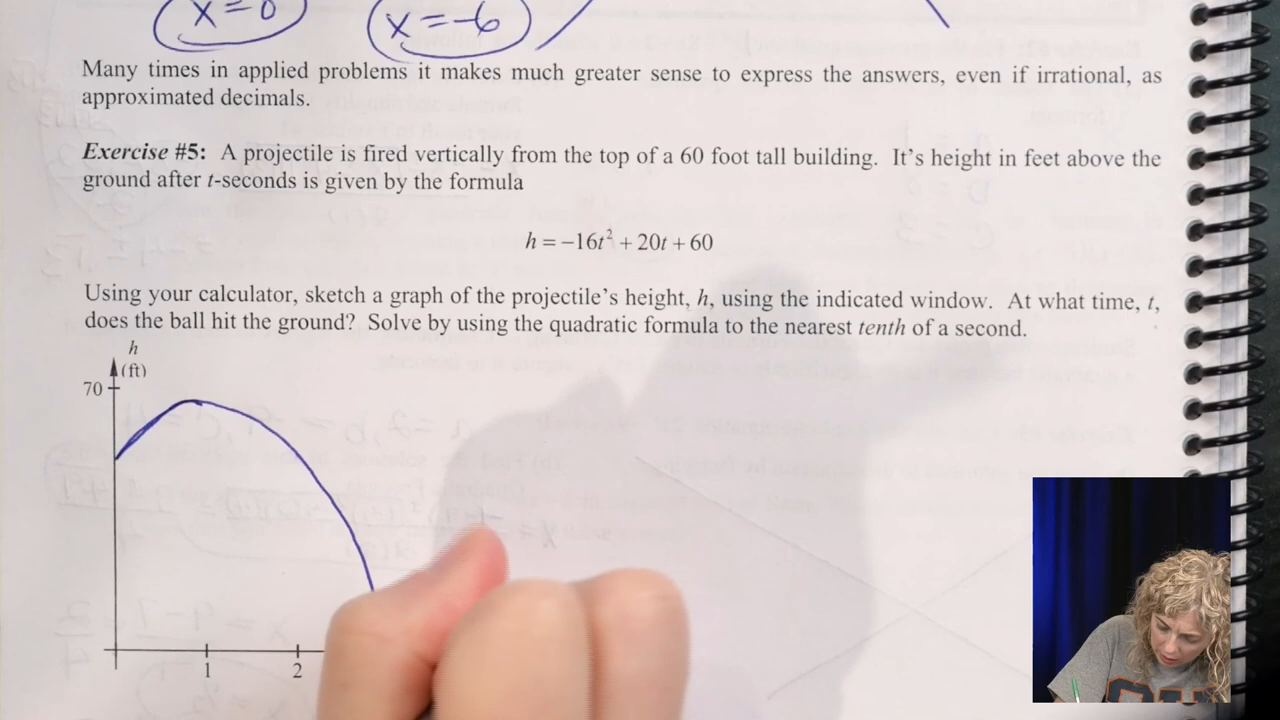 x=0 x=-6
Many times in applied problems it makes much greater sense to express the answers, even if irrational, as
approximated decimals.
Exercise #5: A projectile is fired vertically from the top of a 60 foot tall building. It's height in feet above the
ground after t-seconds is given by the formula
h = −16t² + 20t + 60
Using your calculator, sketch a graph of the projectile's height, h, using the indicated window. At what time, t,
does the ball hit the ground? Solve by using the quadratic formula to the nearest tenth of a second.
h
(ft)
70
1 2